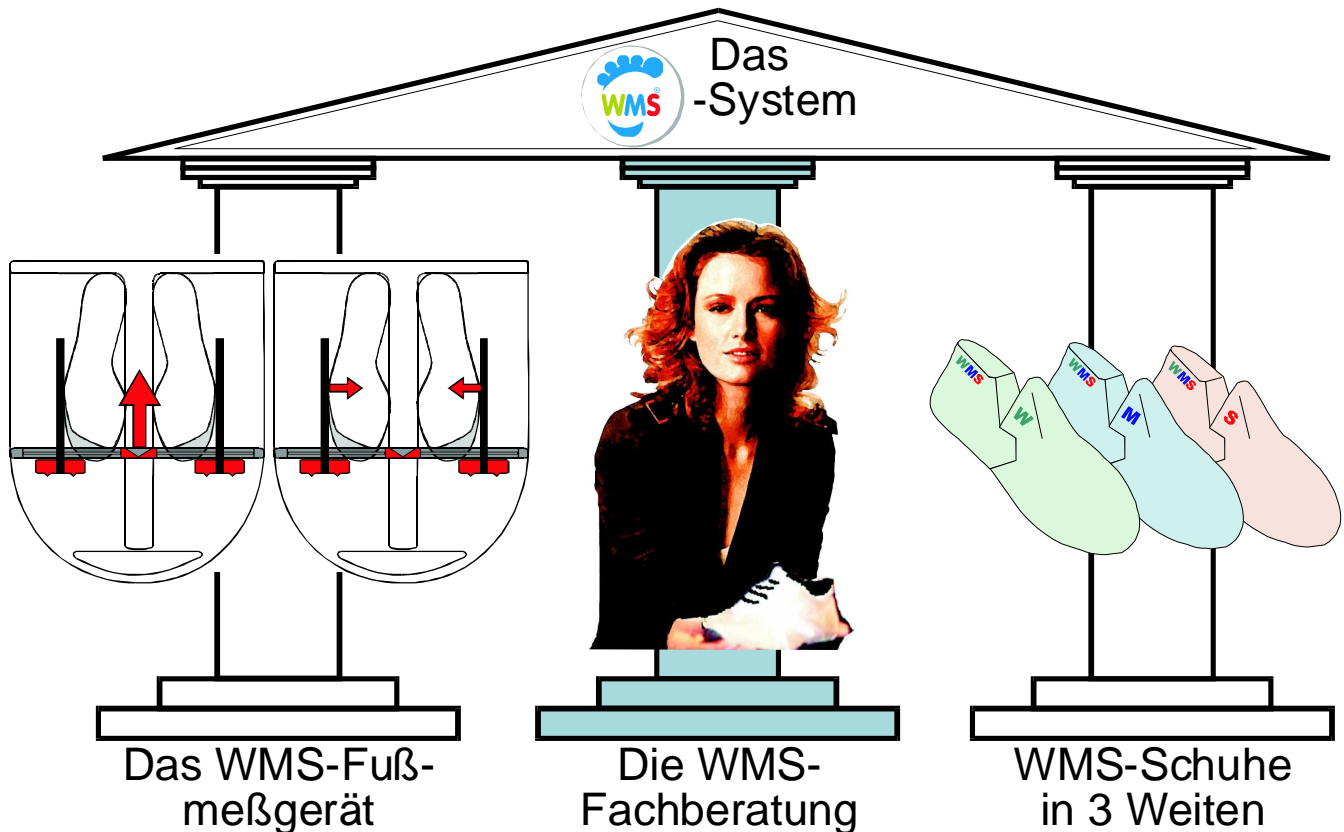 Das
WMS®
-System
WMS
W
WMS
M
WMS
S
Das WMS-Fuß-
meßgerät
Die WMS-
Fachberatung
WMS-Schuhe
in 3 Weiten